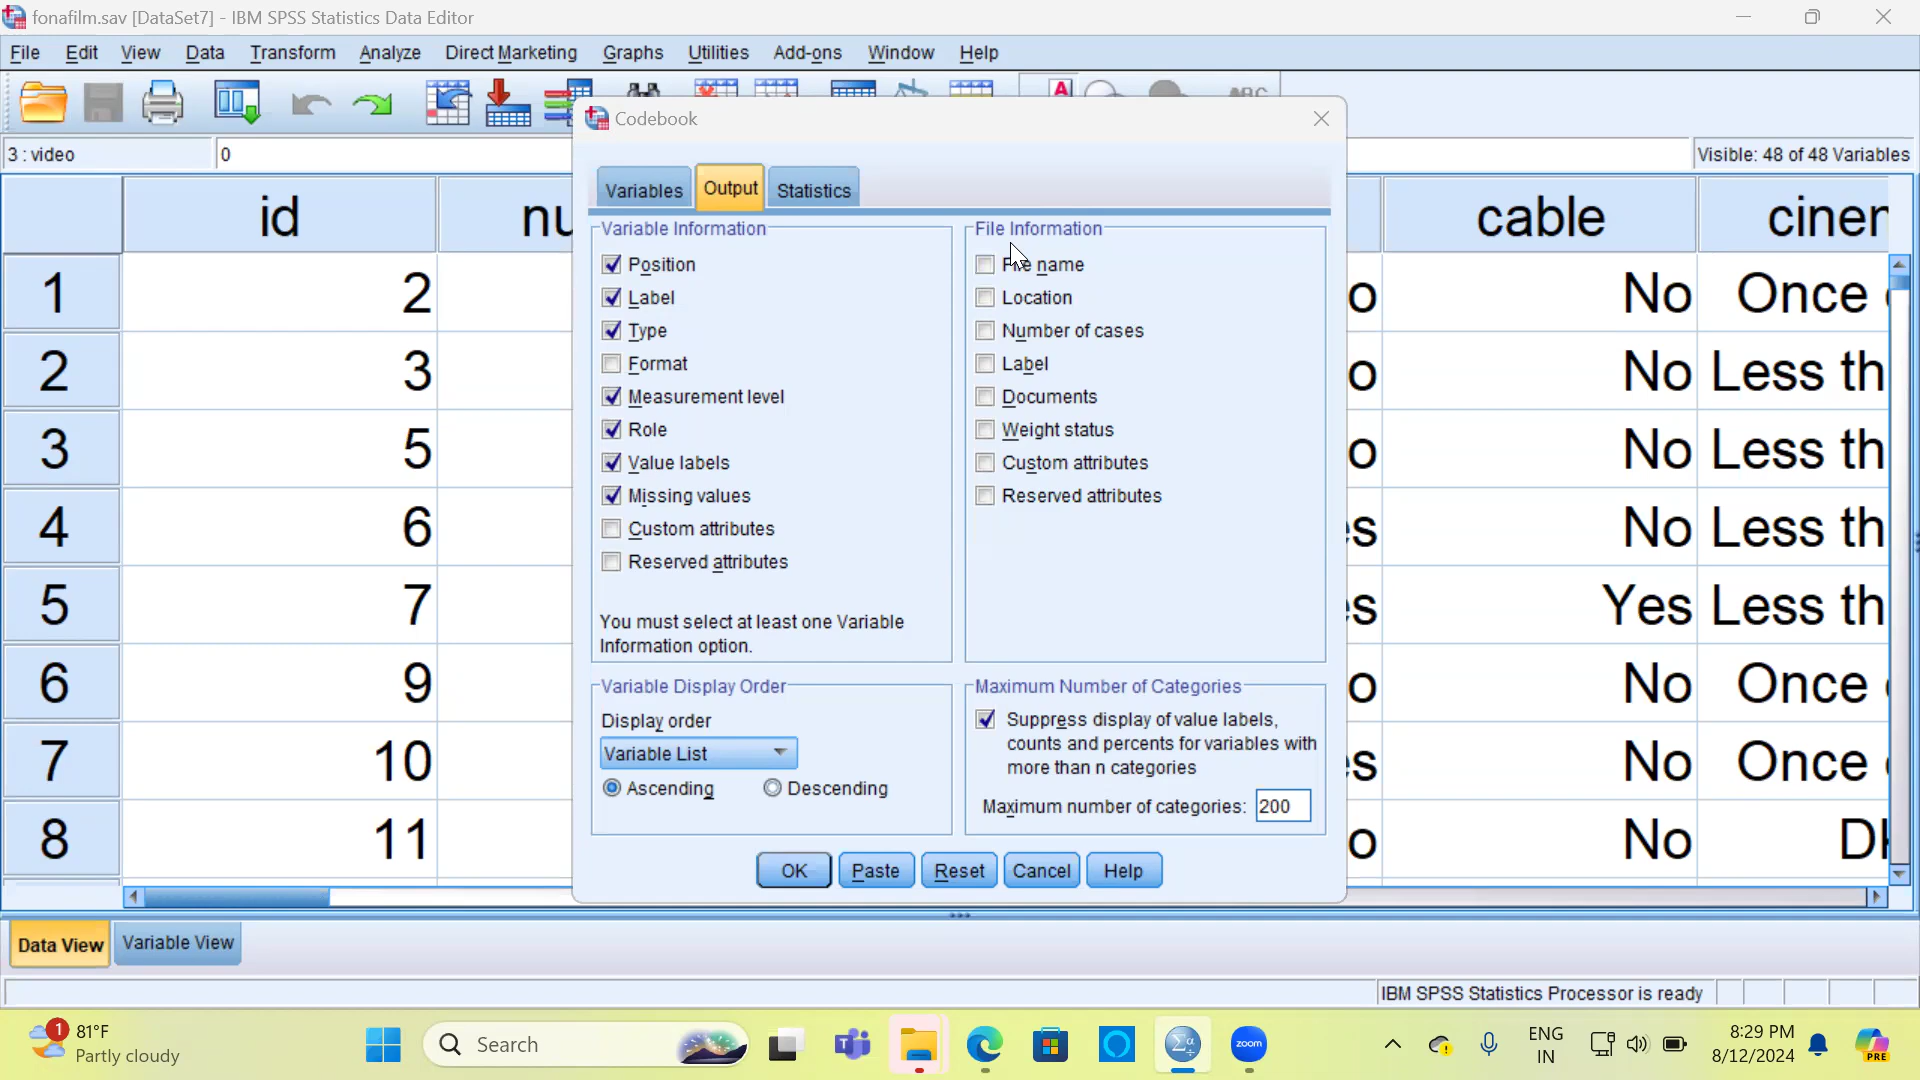 fonafilm.sav [DataSet7] - IBM SPSS Statistics Data Editor
File Edit View Data Transform Analyze Direct Marketing Graphs Utilities Add-ons Window Help
A
Codebook
3 : video 0 Visible: 48 of 48 Variables
Variables Output Statistics
id cable
Variable Information
Position
Label
Type
Format
Measurement level
Role
Value labels
Missing values
Custom attributes
Reserved attributes
You must select at least one Variable
Information option.
File Information
File name
Location
Number of cases
Label
Documents
Weight status
Custom attributes
Reserved attributes
Variable Display Order
Display order
Variable List
Ascending Descending
Maximum Number of Categories
Suppress display of value labels,
counts and percents for variables with
more than n categories
Maximum number of categories: 200
OK Paste Reset Cancel Help
1 2 No Once
2 3 No Less th
3 5 No Less th
4 6 No Less th
5 7 Yes Less th
6 9 No Once
7 10 No Once
8 11 No
Data View Variable View
IBM SPSS Statistics Processor is ready
1 81°F
Partly cloudy
Search
zoom
PRE
ENG
IN
8:29 PM
8/12/2024